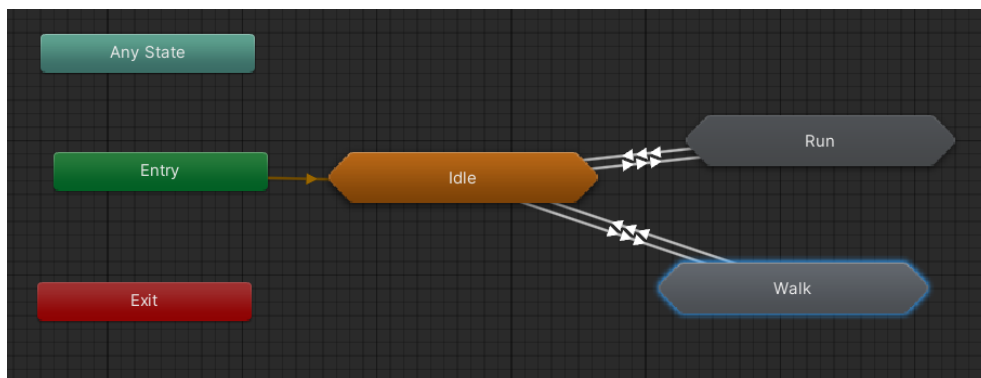 Any State
Entry
Idle
Run
Walk
Exit